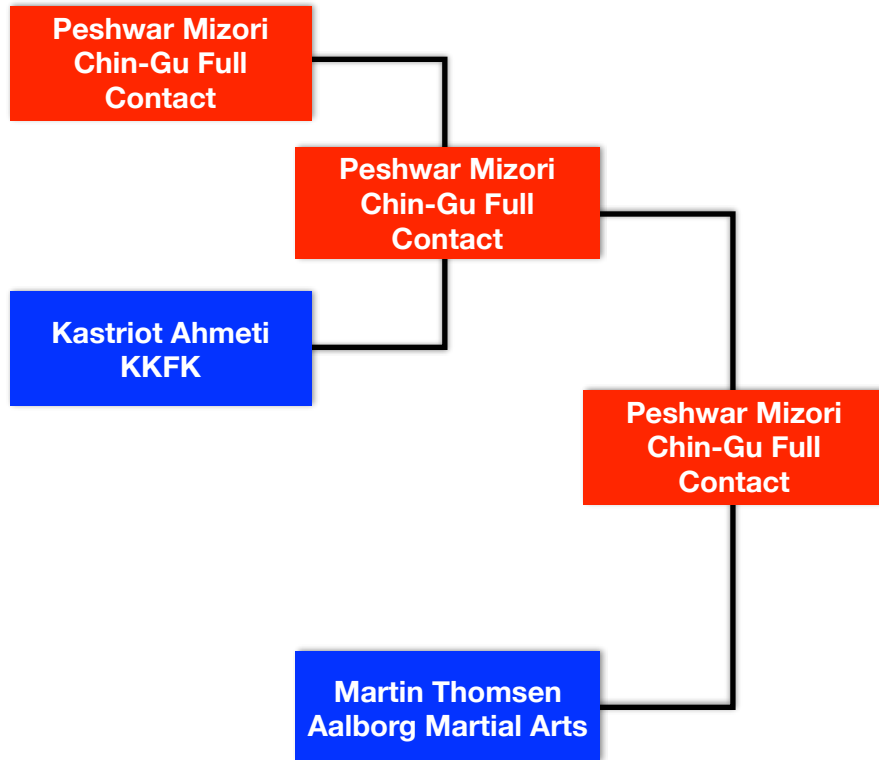 Peshwar Mizori
Chin-Gu Full
Contact
Peshwar Mizori
Chin-Gu Full
Contact
Kastriot Ahmeti
KKFK
Peshwar Mizori
Chin-Gu Full
Contact
Martin Thomsen
Aalborg Martial Arts